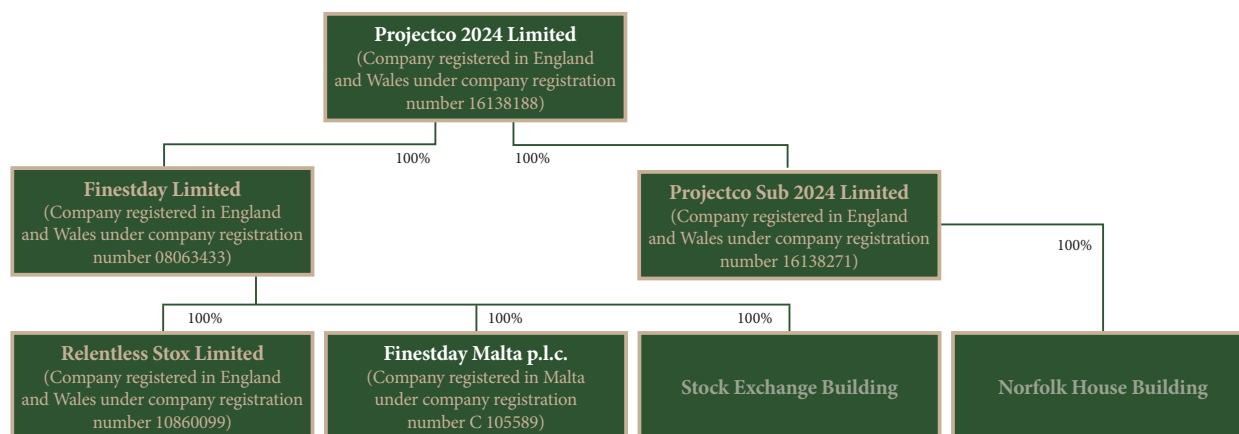 Projectco 2024 Limited
(Company registered in England
and Wales under company registration
number 16138188)
100%
100%
Finestday Limited
(Company registered in England
and Wales under company registration
number 08063433)
Projectco Sub 2024 Limited
(Company registered in England
and Wales under company registration
number 16138271)
100%
100%
100%
100%
Relentless Stox Limited
(Company registered in England
and Wales under company registration
number 10860099)
Finestday Malta p.l.c.
(Company registered in Malta
under company registration
number C 105589)
Stock Exchange Building
Norfolk House Building